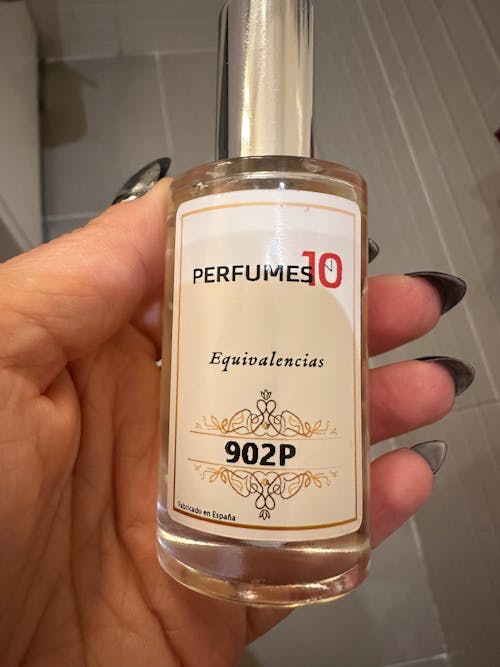 PERFUMES10
Equivalencias
902P
Fabricado en España